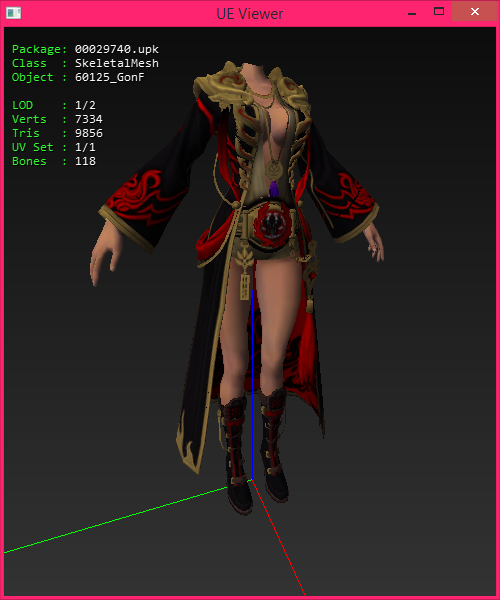 UE Viewer
Package: 00029740.upk
Class : SkeletalMesh
Object : 60125_GonF
LOD : 1/2
Verts : 7334
Tris : 9856
UV Set : 1/1
Bones : 118